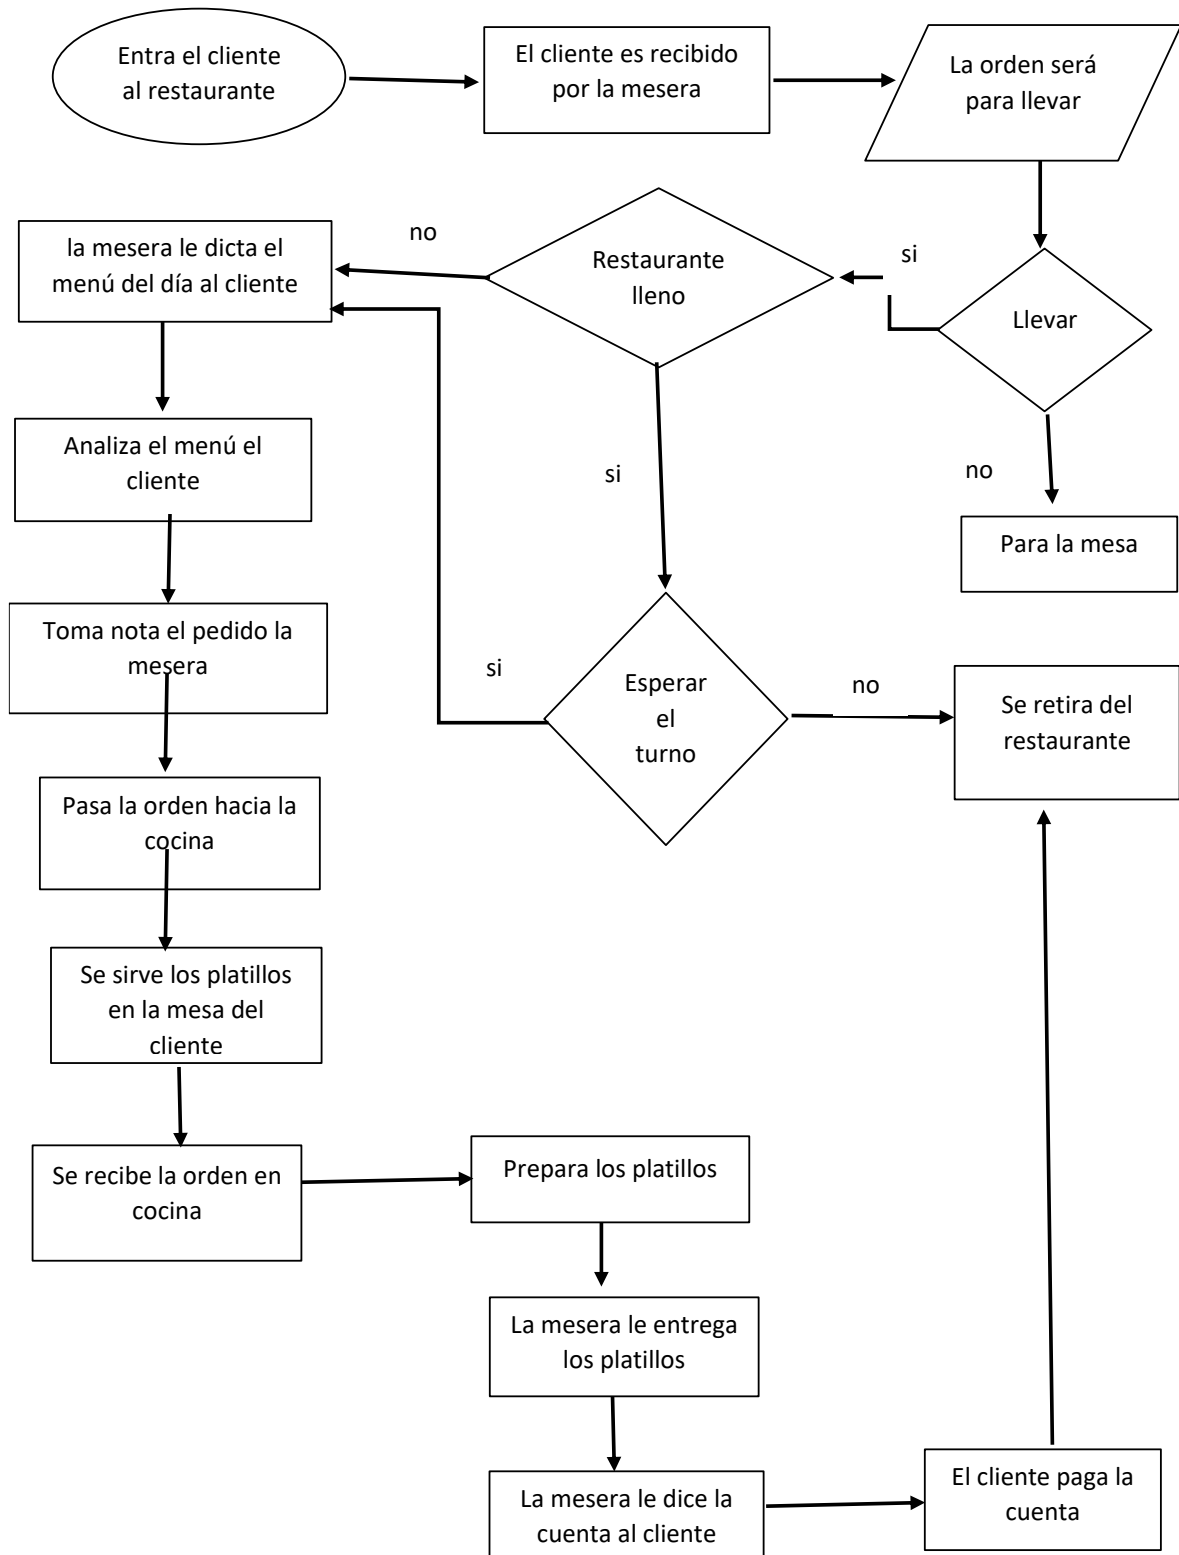 Entra el cliente
al restaurante
El cliente es recibido
por la mesera
La orden será
para llevar
la mesera le dicta el
menú del día al cliente
no
Restaurante
lleno
si
Llevar
Analiza el menú el
cliente
si
no
Para la mesa
Toma nota el pedido la
mesera
si
Esperar
el
turno
no
Se retira del
restaurante
Pasa la orden hacia la
cocina
Se sirve los platillos
en la mesa del
cliente
Se recibe la orden en
cocina
Prepara los platillos
La mesera le entrega
los platillos
La mesera le dice la
cuenta al cliente
El cliente paga la
cuenta